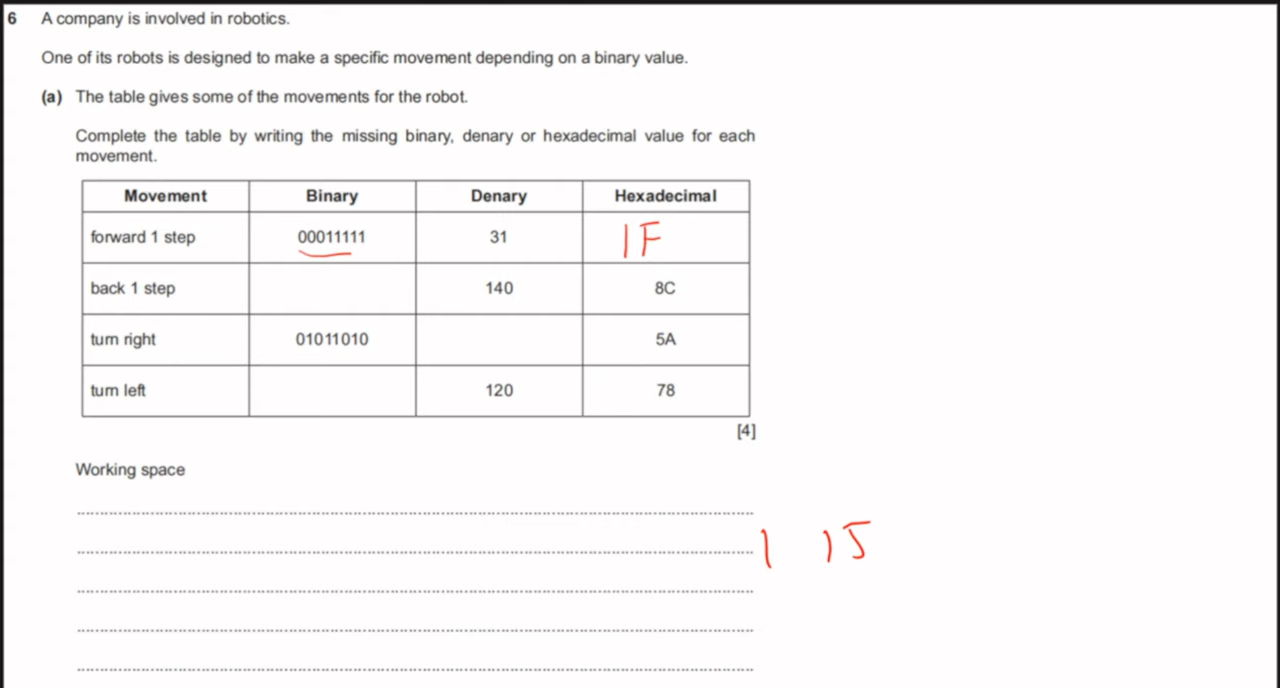 6 A company is involved in robotics.
One of its robots is designed to make a specific movement depending on a binary value.
(a) The table gives some of the movements for the robot.
Complete the table by writing the missing binary, denary or hexadecimal value for each
movement.
Movement Binary Denary Hexadecimal
forward 1 step 00011111 31 1F
back 1 step 140 8C
turn right 01011010 5A
turn left 120 78
[4]
Working space
1 15